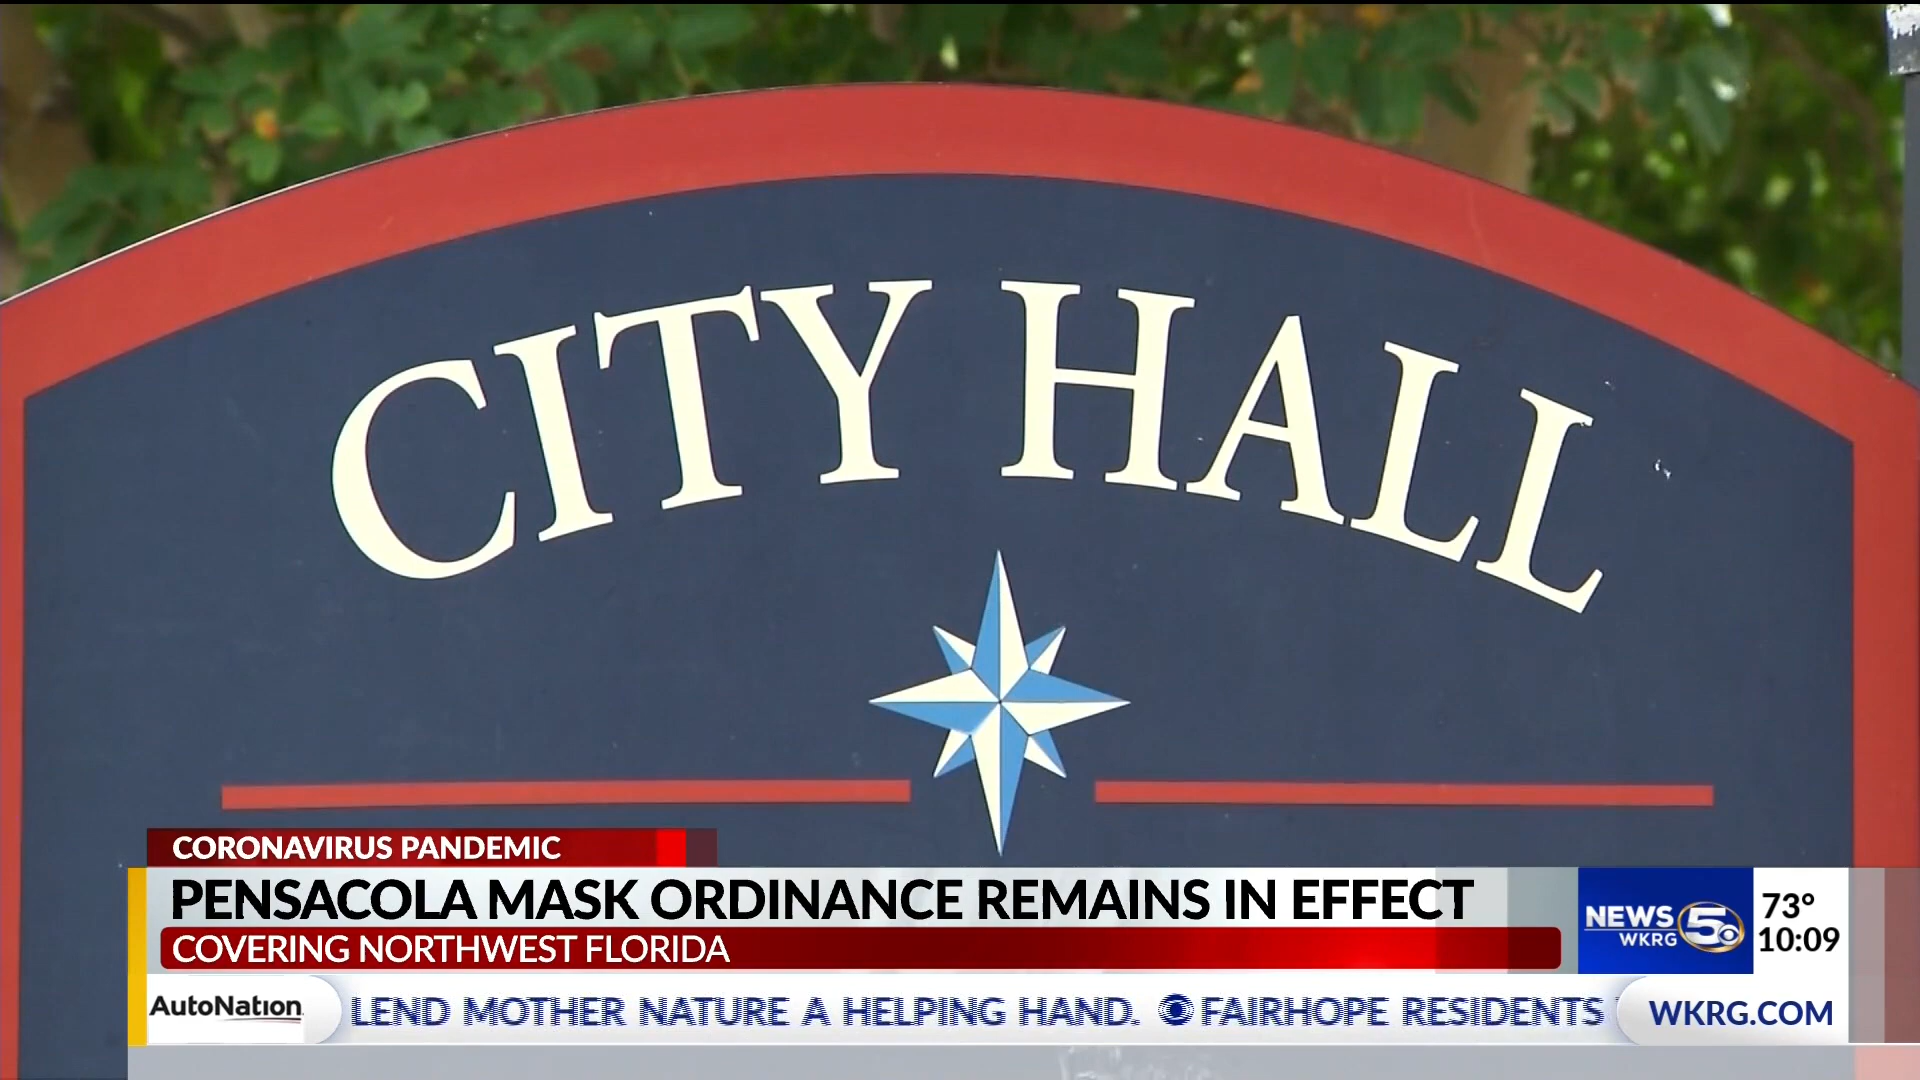 CITY HALL
CORONAVIRUS PANDEMIC
PENSACOLA MASK ORDINANCE REMAINS IN EFFECT
COVERING NORTHWEST FLORIDA
NEWS 5
WKRG
73°
10:09
AutoNation
LEND MOTHER NATURE A HELPING HAND. FAIRHOPE RESIDENTS
WKRG.COM